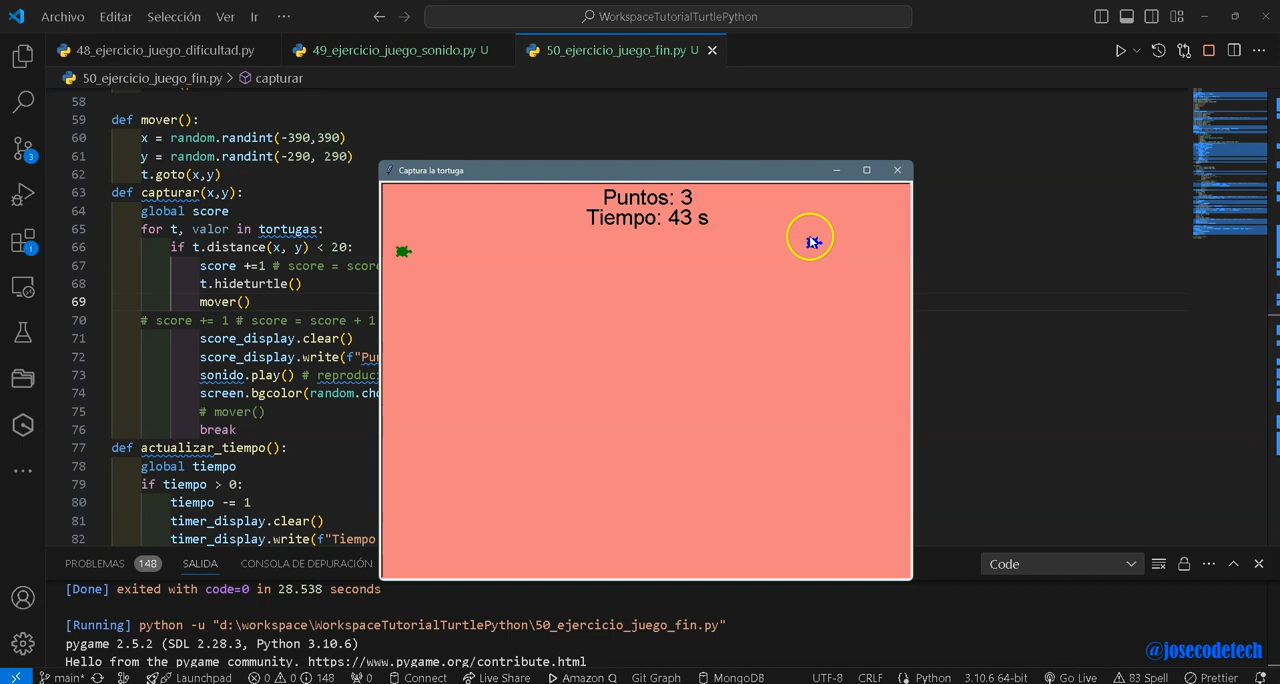 Archivo Editar Selección Ver Ir ··· WorkspaceTutorialTurtlePython
48_ejercicio_juego_dificultad.py 49_ejercicio_juego_sonido.py U 50_ejercicio_juego_fin.py U
50_ejercicio_juego_fin.py > capturar
58
59 def mover():
60 x = random.randint(-390,390)
61 y = random.randint(-290, 290)
62 t.goto(x,y)
63 def capturar(x,y):
64 global score
65 for t, valor in tortugas:
66 if t.distance(x, y) < 20:
67 score +=1 # score = scor
68 t.hideturtle()
69 mover()
70 # score += 1 # score = score + 1
71 score_display.clear()
72 score_display.write(f"Pu
73 sonido.play() # reproduc
74 screen.bgcolor(random.ch
75 # mover()
76 break
77 def actualizar_tiempo():
78 global tiempo
79 if tiempo > 0:
80 tiempo -= 1
81 timer_display.clear()
82 timer_display.write(f"Tiempo
Captura la tortuga
Puntos: 3
Tiempo: 43 s
PROBLEMAS 148 SALIDA CONSOLA DE DEPURACIÓN Code
[Done] exited with code=0 in 28.538 seconds
[Running] python -u "d:\workspace\WorkspaceTutorialTurtlePython\50_ejercicio_juego_fin.py"
pygame 2.5.2 (SDL 2.28.3, Python 3.10.6)
Hello from the pygame community. https://www.pygame.org/contribute.html
3
1
@josecodetech
main* Launchpad 0 0 148 0 Connect Live Share Amazon Q Git Graph MongoDB UTF-8 CRLF Python 3.10.6 64-bit Go Live 83 Spell Prettier